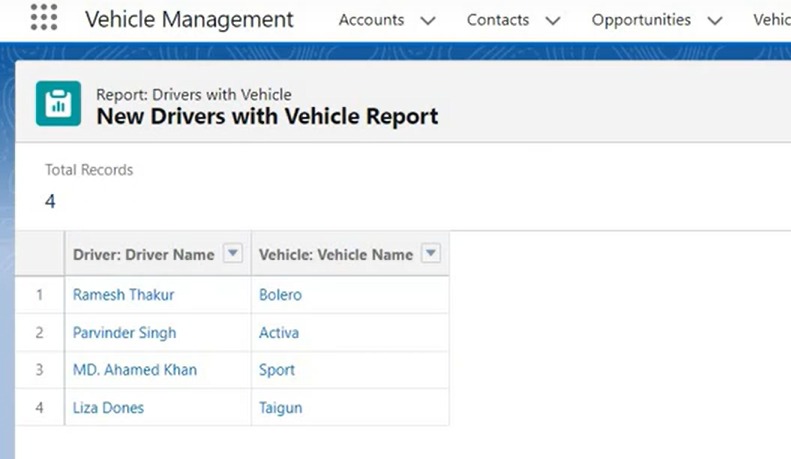 Vehicle Management Accounts Contacts Opportunities Vehic
Report: Drivers with Vehicle
New Drivers with Vehicle Report
Total Records
4
Driver: Driver Name Vehicle: Vehicle Name
1 Ramesh Thakur Bolero
2 Parvinder Singh Activa
3 MD. Ahamed Khan Sport
4 Liza Dones Taigun